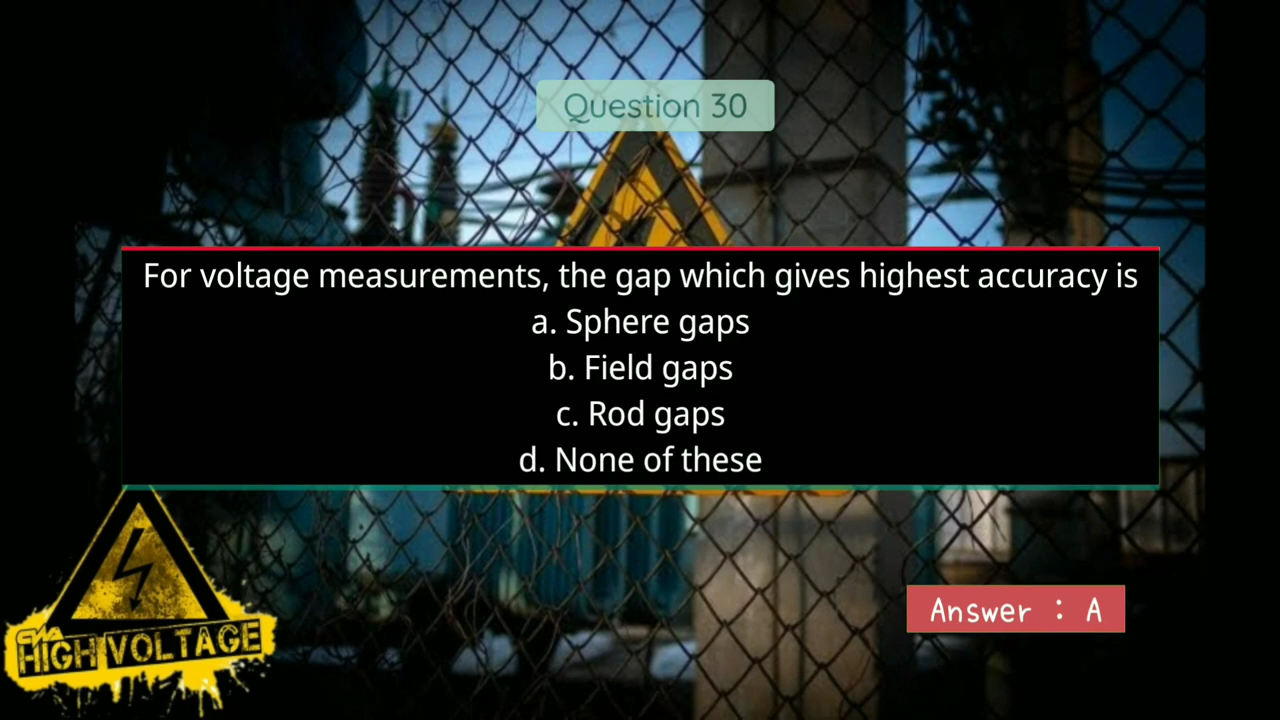 Question 30
For voltage measurements, the gap which gives highest accuracy is
a. Sphere gaps
b. Field gaps
c. Rod gaps
d. None of these
Answer : A
HIGH VOLTAGE